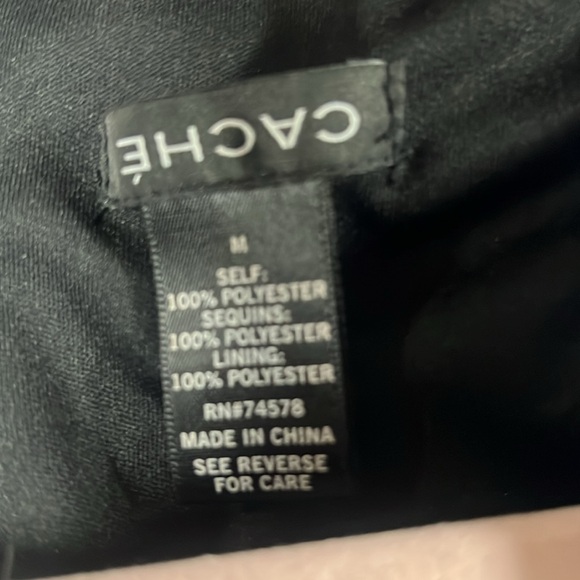 CACHÉ
M
SELF:
100% POLYESTER
SEQUINS:
100% POLYESTER
LINING:
100% POLYESTER
RN#74578
MADE IN CHINA
SEE REVERSE
FOR CARE